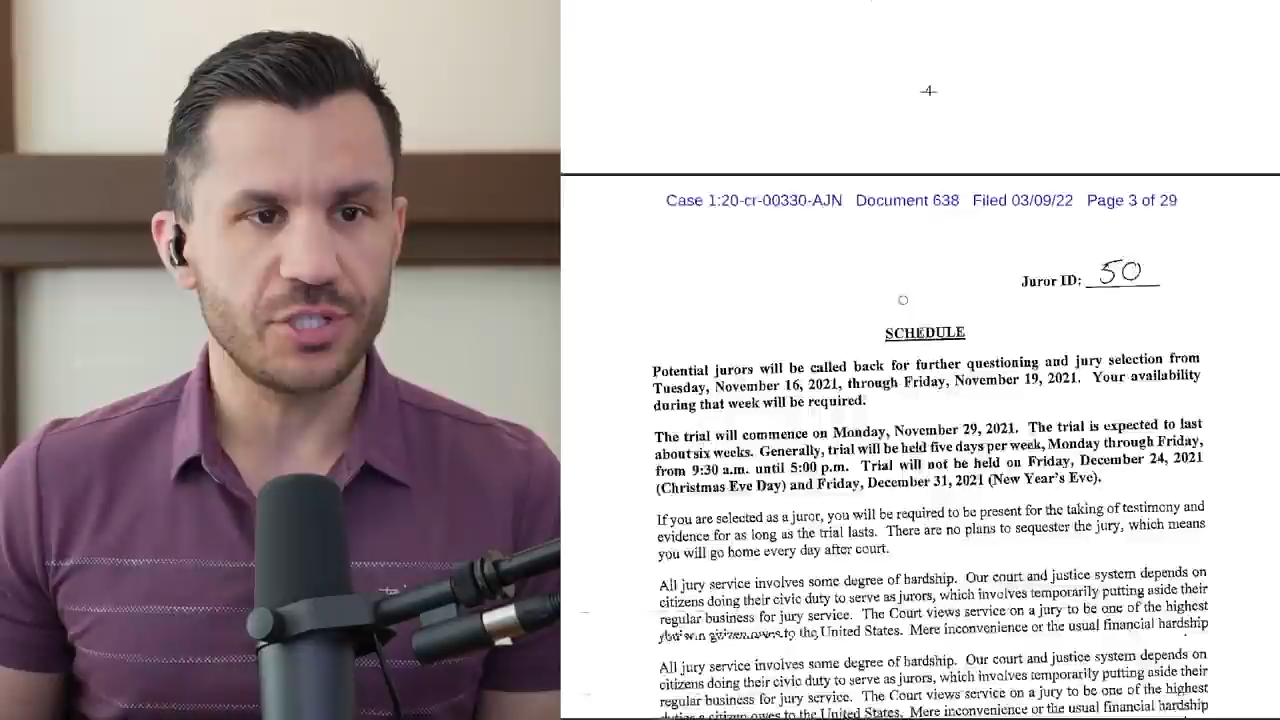 -4-
Case 1:20-cr-00330-AJN Document 638 Filed 03/09/22 Page 3 of 29
Juror ID: 50
SCHEDULE
Potential jurors will be called back for further questioning and jury selection from
Tuesday, November 16, 2021, through Friday, November 19, 2021. Your availability
during that week will be required.
The trial will commence on Monday, November 29, 2021. The trial is expected to last
about six weeks. Generally, trial will be held five days per week, Monday through Friday,
from 9:30 a.m. until 5:00 p.m. Trial will not be held on Friday, December 24, 2021
(Christmas Eve Day) and Friday, December 31, 2021 (New Year's Eve).
If you are selected as a juror, you will be required to be present for the taking of testimony and
evidence for as long as the trial lasts. There are no plans to sequester the jury, which means
you will go home every day after court.
All jury service involves some degree of hardship. Our court and justice system depends on
citizens doing their civic duty to serve as jurors, which involves temporarily putting aside their
regular business for jury service. The Court views service on a jury to be one of the highest
to the United States. Mere inconvenience or the usual financial hardship
All jury service involves some degree of hardship. Our court and justice system depends on
citizens doing their civic duty to serve as jurors, which involves temporarily putting aside their
regular business for jury service. The Court views service on a jury to be one of the highest
duties a citizen owes to the United States. Mere inconvenience or the usual financial hardship